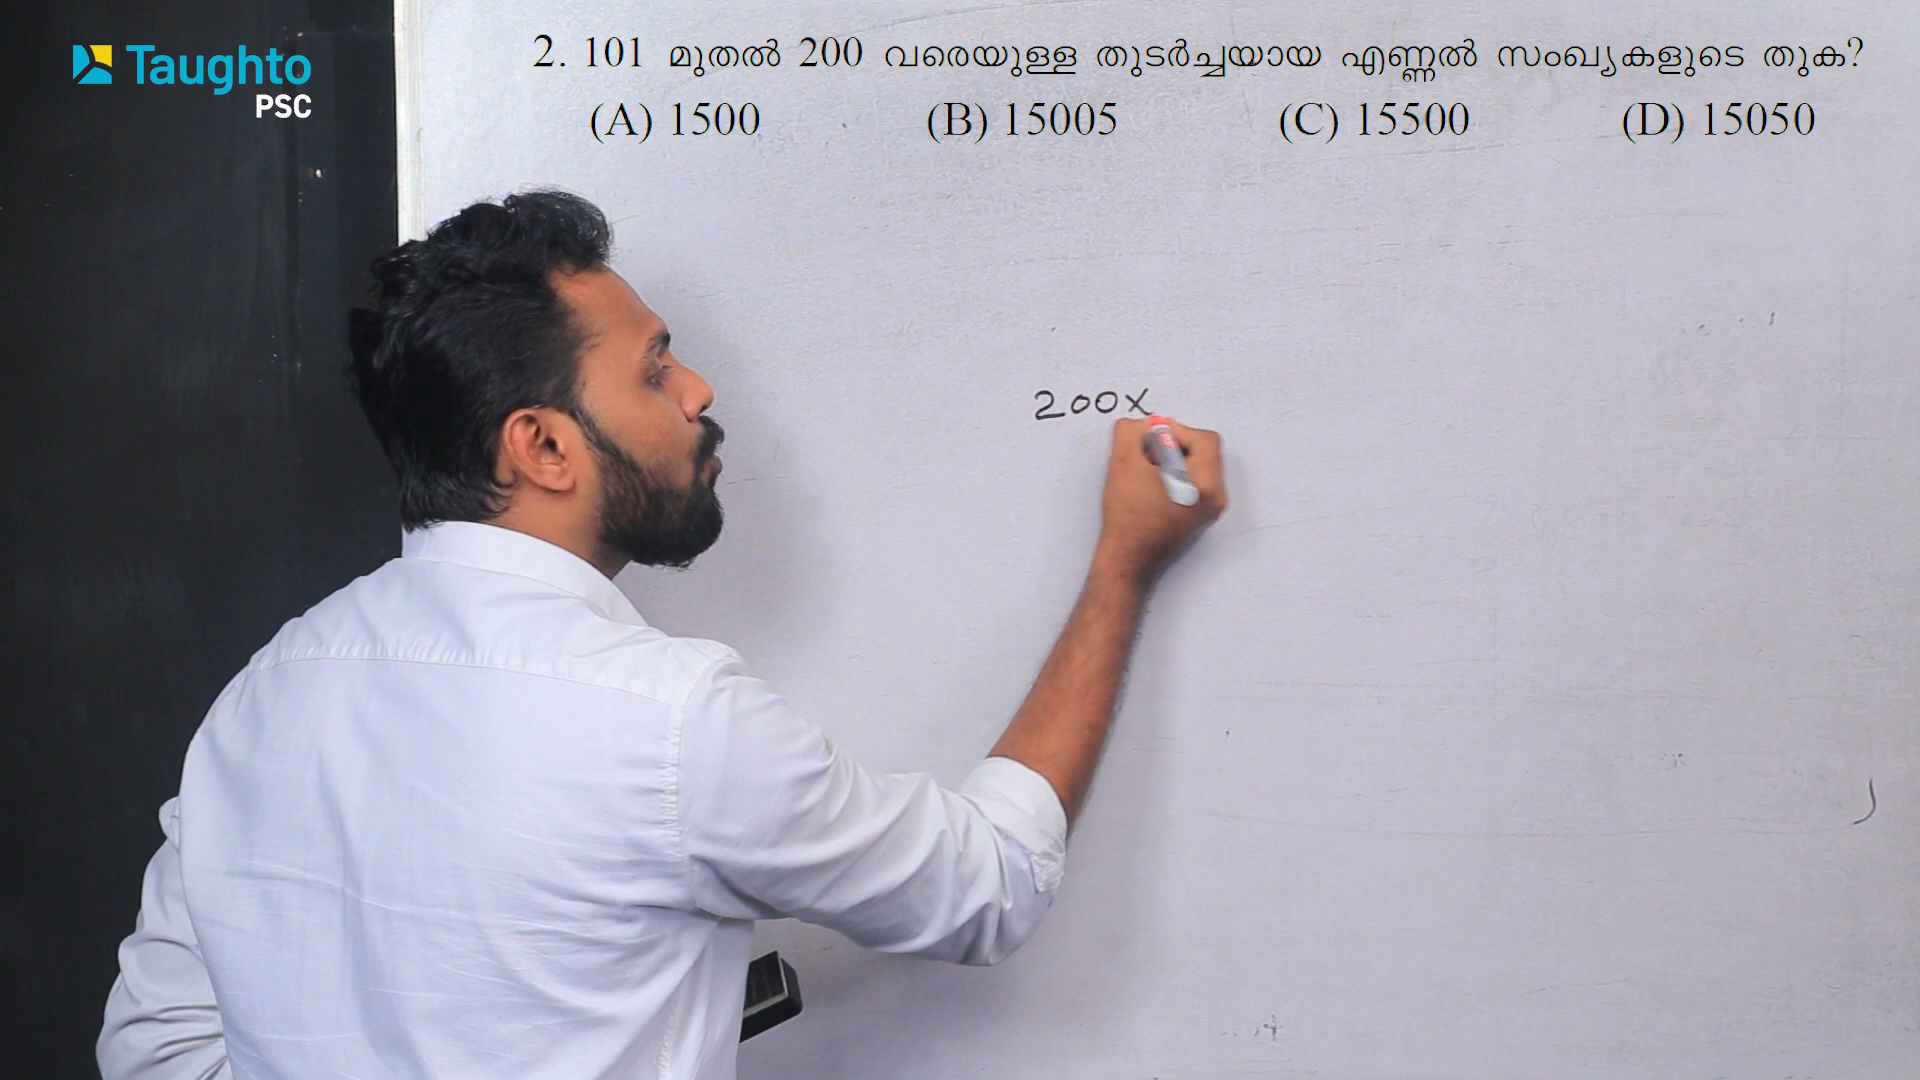 Taughto
PSC
2. 101 മുതൽ 200 വരെയുള്ള തുടർച്ചയായ എണ്ണൽ സംഖ്യകളുടെ തുക?
(A) 1500 (B) 15005 (C) 15500 (D) 15050
200X